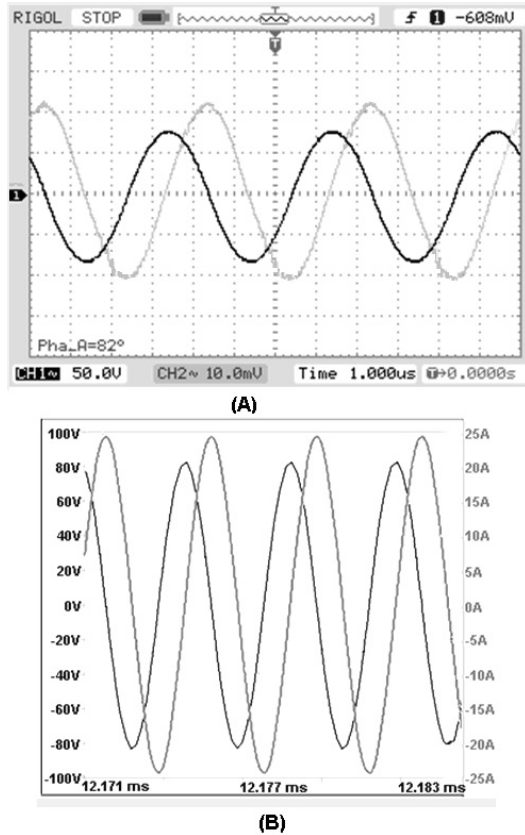 RIGOL STOP T f 1 -608mV
T
1
Pha_A=82°
CH1~ 50.0V CH2~ 10.0mV Time 1.000us T→0.0000s
(A)
100V 25A
80V 20A
60V 15A
40V 10A
20V 5A
0V 0A
-20V -5A
-40V -10A
-60V -15A
-80V -20A
-100V -25A
12.171 ms 12.177 ms 12.183 ms
(B)